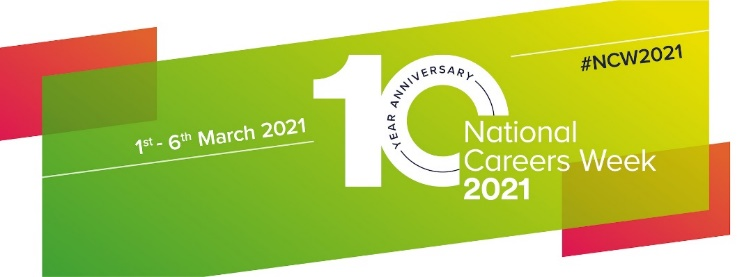 #NCW2021
1st - 6th March 2021
10
YEAR ANNIVERSARY
National
Careers Week
2021